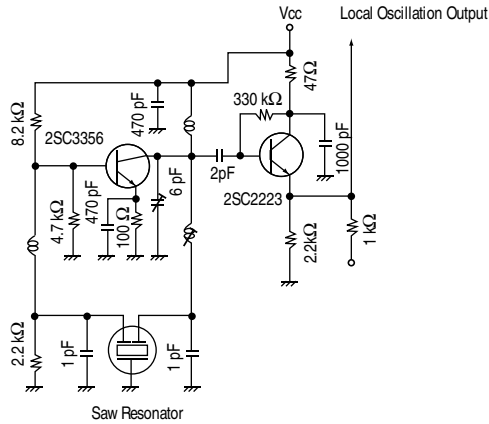 Vcc
Local Oscillation Output
47Ω
330 kΩ
8.2 kΩ
2SC3356
470 pF
1000 pF
2pF
6 pF
2SC2223
4.7 kΩ
470 pF
100 Ω
2.2kΩ
1 kΩ
2.2 kΩ
1 pF
1 pF
Saw Resonator